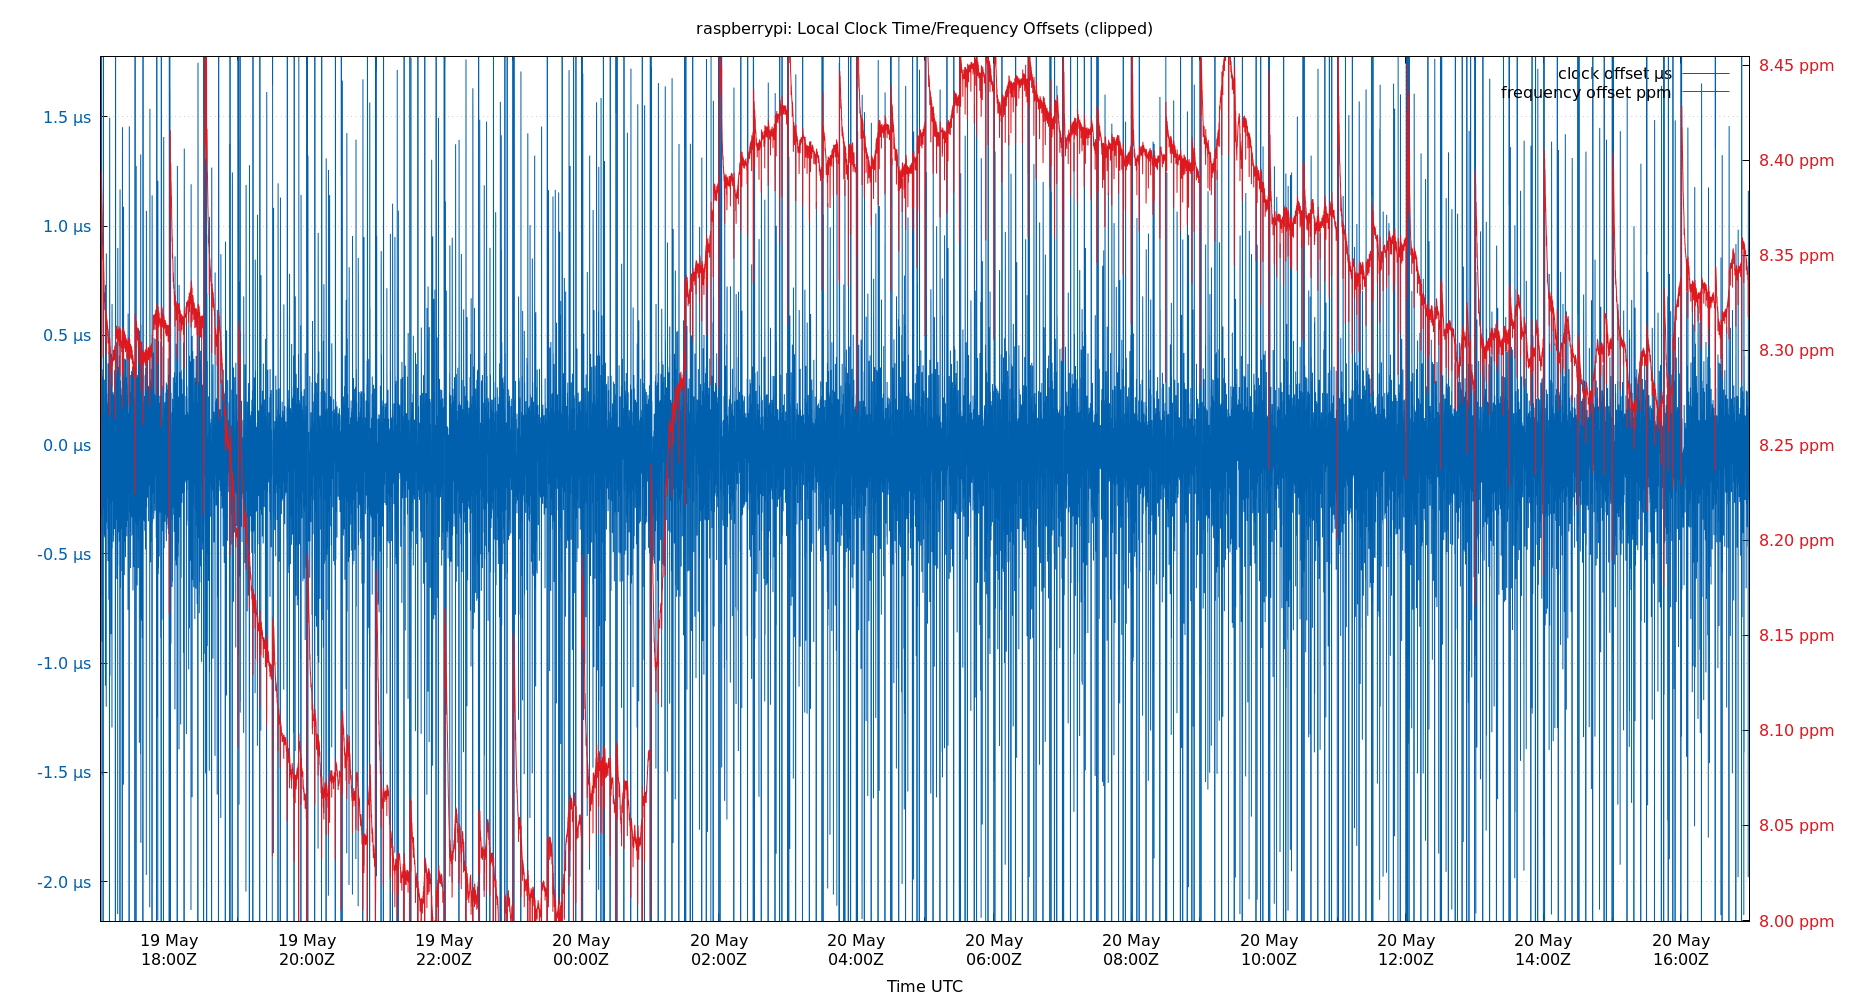 raspberrypi: Local Clock Time/Frequency Offsets (clipped)
clock offset µs
frequency offset ppm
1.5 µs
1.0 µs
0.5 µs
0.0 µs
-0.5 µs
-1.0 µs
-1.5 µs
-2.0 µs
8.45 ppm
8.40 ppm
8.35 ppm
8.30 ppm
8.25 ppm
8.20 ppm
8.15 ppm
8.10 ppm
8.05 ppm
8.00 ppm
19 May 19 May 19 May 20 May 20 May 20 May 20 May 20 May 20 May 20 May 20 May 20 May
18:00Z 20:00Z 22:00Z 00:00Z 02:00Z 04:00Z 06:00Z 08:00Z 10:00Z 12:00Z 14:00Z 16:00Z
Time UTC